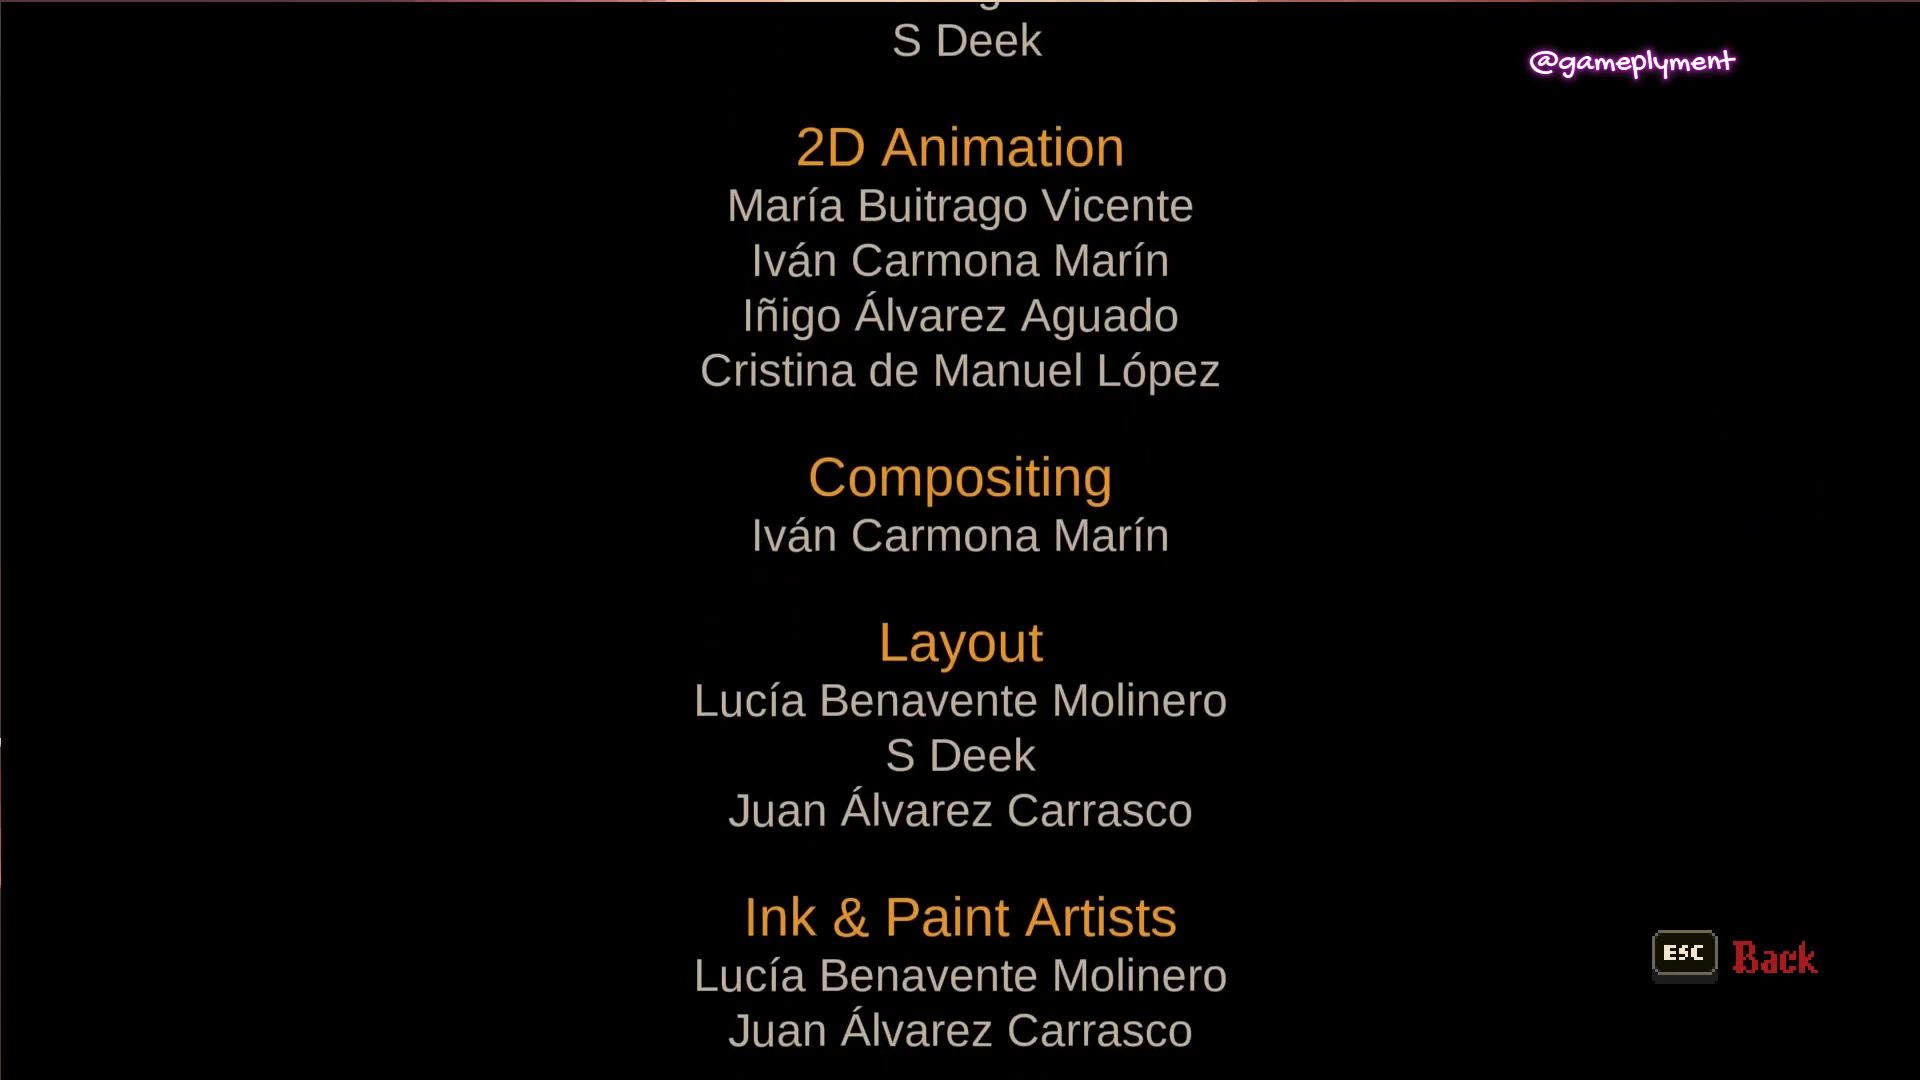 S Deek
@gameplyment
2D Animation
María Buitrago Vicente
Iván Carmona Marín
Iñigo Álvarez Aguado
Cristina de Manuel López
Compositing
Iván Carmona Marín
Layout
Lucía Benavente Molinero
S Deek
Juan Álvarez Carrasco
Ink & Paint Artists
Lucía Benavente Molinero
Juan Álvarez Carrasco
ESC Back